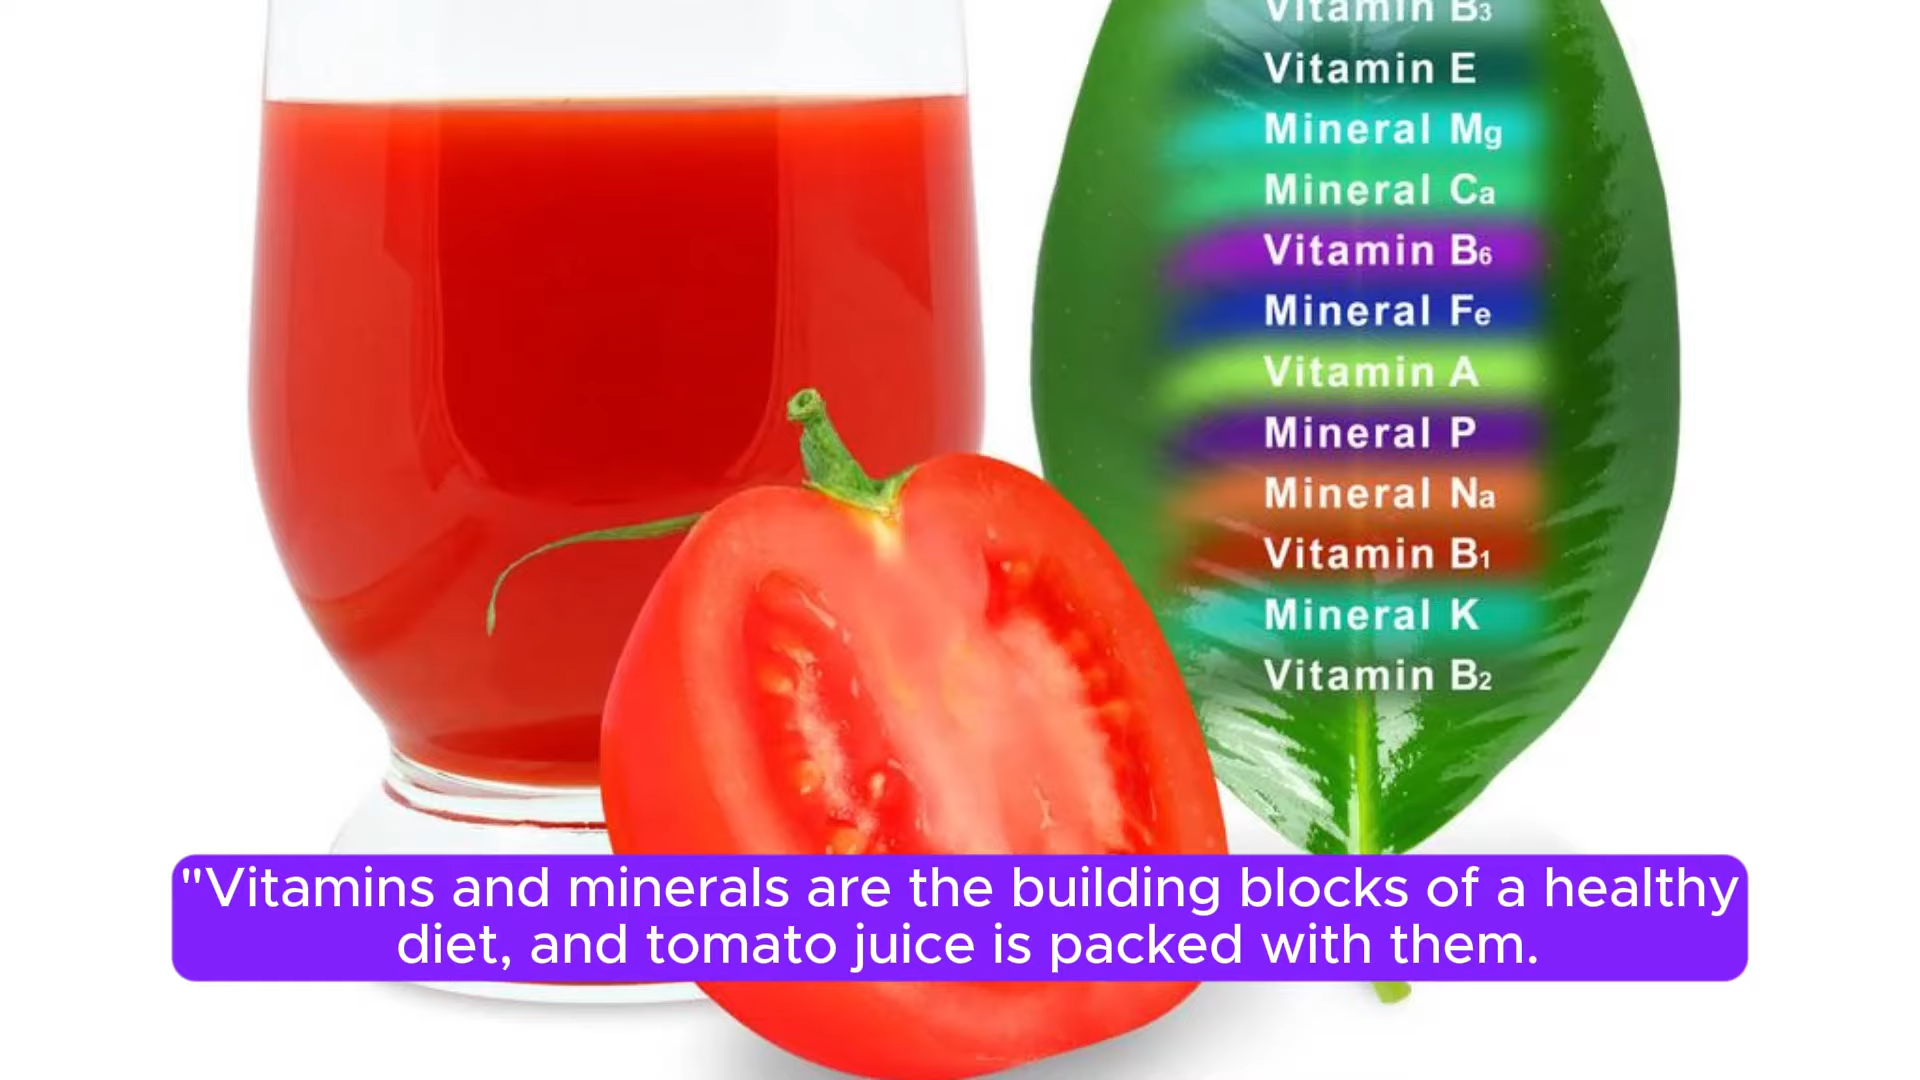 Vitamin B3
Vitamin E
Mineral Mg
Mineral Ca
Vitamin B6
Mineral Fe
Vitamin A
Mineral P
Mineral Na
Vitamin B1
Mineral K
Vitamin B2
"Vitamins and minerals are the building blocks of a healthy
diet, and tomato juice is packed with them.